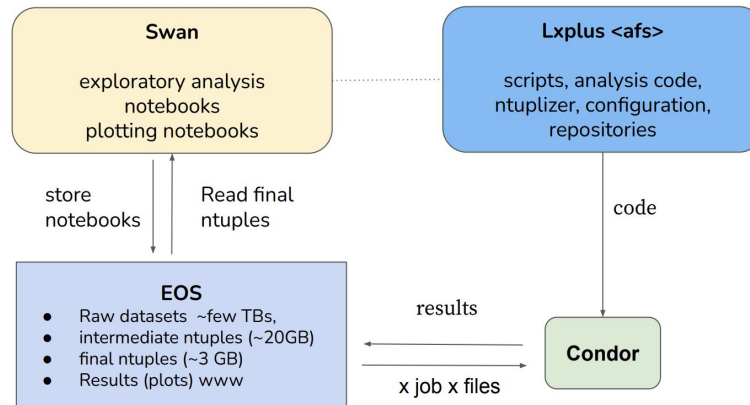 Swan
exploratory analysis
notebooks
plotting notebooks
Lxplus <afs>
scripts, analysis code,
ntuplizer, configuration,
repositories
store
notebooks
Read final
ntuples
code
EOS
● Raw datasets ~few TBs,
● intermediate ntuples (~20GB)
● final ntuples (~3 GB)
● Results (plots) www
results
x job x files
Condor